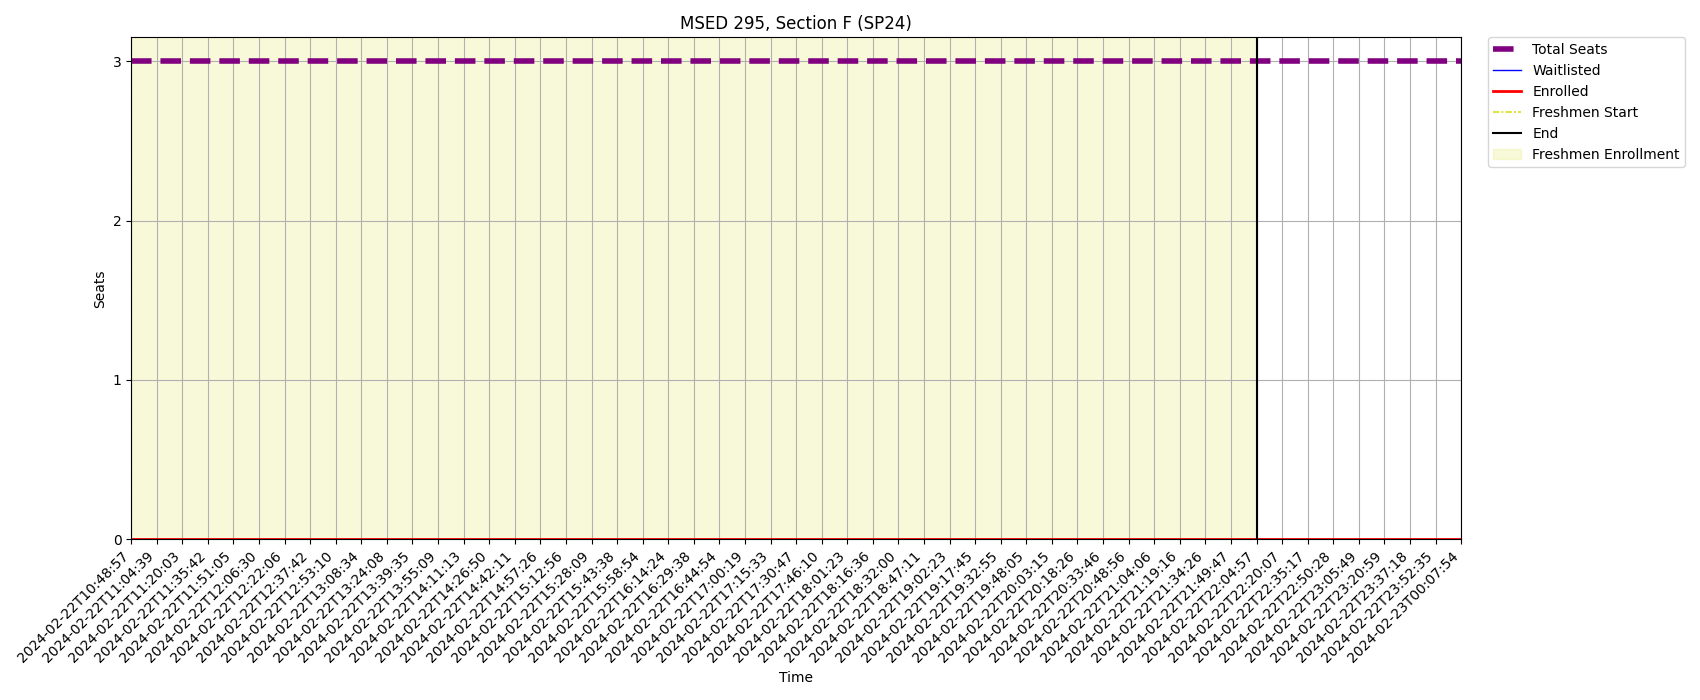 MSED 295, Section F (SP24)
Total Seats
Waitlisted
Enrolled
Freshmen Start
End
Freshmen Enrollment
Seats
3
2
1
0
2024-02-22T10:48:57
2024-02-22T11:04:39
2024-02-22T11:20:03
2024-02-22T11:35:42
2024-02-22T11:51:05
2024-02-22T12:06:30
2024-02-22T12:22:06
2024-02-22T12:37:42
2024-02-22T12:53:10
2024-02-22T13:08:34
2024-02-22T13:24:08
2024-02-22T13:39:35
2024-02-22T13:55:09
2024-02-22T14:11:13
2024-02-22T14:26:50
2024-02-22T14:42:11
2024-02-22T14:57:26
2024-02-22T15:12:56
2024-02-22T15:28:09
2024-02-22T15:43:38
2024-02-22T15:58:54
2024-02-22T16:14:24
2024-02-22T16:29:38
2024-02-22T16:44:54
2024-02-22T17:00:19
2024-02-22T17:15:33
2024-02-22T17:30:47
2024-02-22T17:46:10
2024-02-22T18:01:23
2024-02-22T18:16:36
2024-02-22T18:32:00
2024-02-22T18:47:11
2024-02-22T19:02:23
2024-02-22T19:17:45
2024-02-22T19:32:55
2024-02-22T19:48:05
2024-02-22T20:03:15
2024-02-22T20:18:26
2024-02-22T20:33:46
2024-02-22T20:48:56
2024-02-22T21:04:06
2024-02-22T21:19:16
2024-02-22T21:34:26
2024-02-22T21:49:47
2024-02-22T22:04:57
2024-02-22T22:20:07
2024-02-22T22:35:17
2024-02-22T22:50:28
2024-02-22T23:05:49
2024-02-22T23:20:59
2024-02-22T23:37:18
2024-02-22T23:52:35
2024-02-23T00:07:54
Time